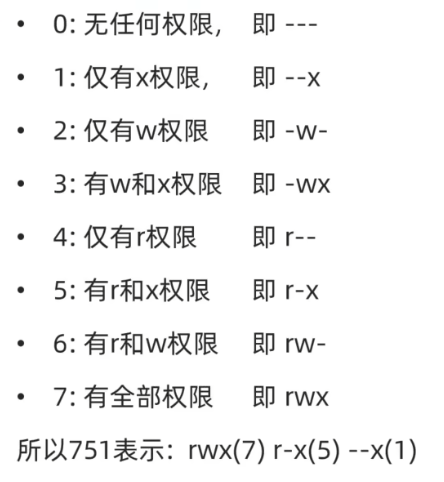 • 0: 无任何权限， 即 ---
• 1: 仅有x权限， 即 --x
• 2: 仅有w权限 即 -w-
• 3: 有w和x权限 即 -wx
• 4: 仅有r权限 即 r--
• 5: 有r和x权限 即 r-x
• 6: 有r和w权限 即 rw-
• 7: 有全部权限 即 rwx
所以751表示：rwx(7) r-x(5) --x(1)